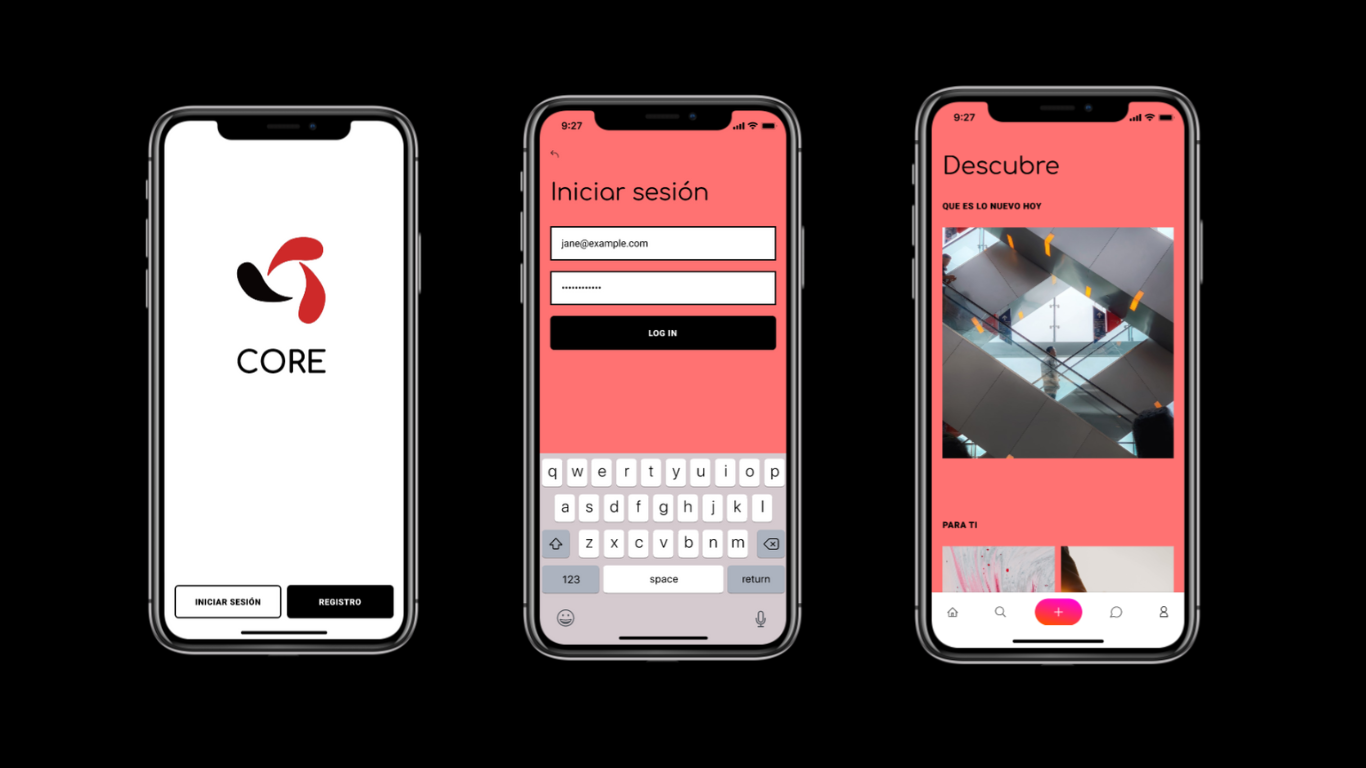 CORE
INICIAR SESIÓN
REGISTRO
9:27
Iniciar sesión
jane@example.com
••••••••••••
LOG IN
q w e r t y u i o p
a s d f g h j k l
z x c v b n m
123 space return
9:27
Descubre
QUE ES LO NUEVO HOY
PARA TI